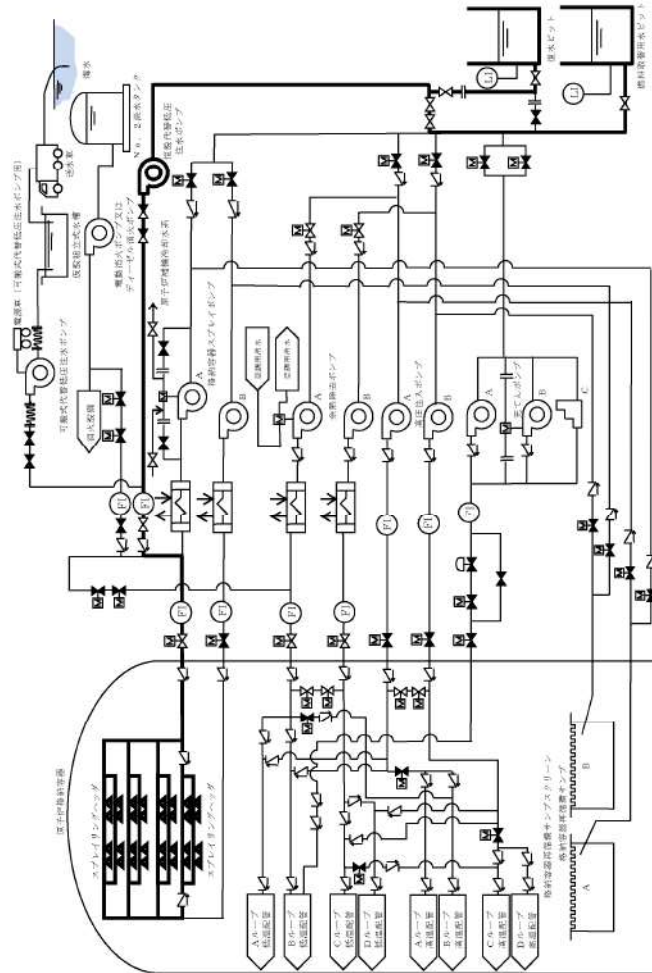 海水
No．2淡水タンク
送水車
仮設組立式水槽
電源車（可搬式代替低圧注水ポンプ用）
可搬式代替低圧注水ポンプ
消火設備
電動消火ポンプ又は
ディーゼル消火ポンプ
恒設代替低圧
注水ポンプ
原子炉補機冷却水系
復水ピット
燃料取替用水ピット
LI
LI
格納容器スプレイポンプ
A
B
空調用冷水
空調用冷水
余熱除去ポンプ
A
B
高圧注入ポンプ
A
B
充てんポンプ
A
B
C
FI
FI
FI
FI
FI
FI
FI
FI
FI
M
原子炉格納容器
スプレイリングヘッダ
スプレイリングヘッダ
Aループ
低温配管
Bループ
低温配管
Cループ
低温配管
Dループ
低温配管
Aループ
高温配管
Bループ
高温配管
Cループ
高温配管
Dループ
高温配管
格納容器再循環サンプスクリーン
格納容器再循環サンプ
A
B